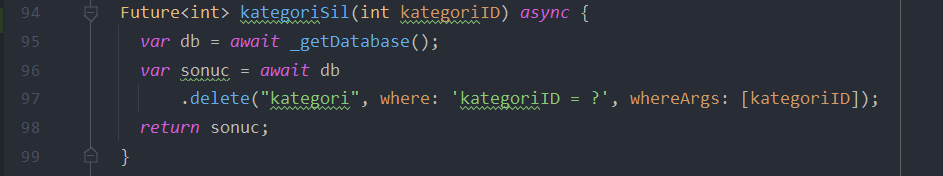 94 Future<int> kategoriSil(int kategoriID) async {
95 var db = await _getDatabase();
96 var sonuc = await db
97 .delete("kategori", where: 'kategoriID = ?', whereArgs: [kategoriID]);
98 return sonuc;
99 }